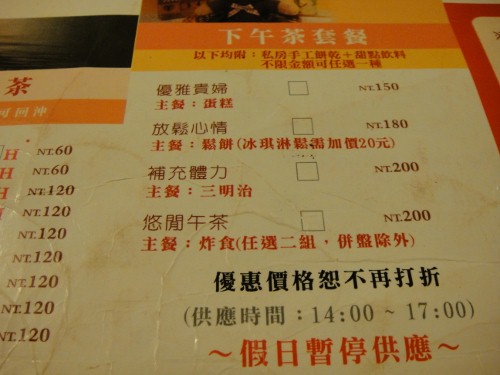 下午茶套餐
以下均附：私房手工餅乾＋甜點飲料
不限金額可任選一種
優雅貴婦 □ NT.150
主餐：蛋糕
放鬆心情 □ NT.180
主餐：鬆餅(冰琪淋鬆需加價20元)
補充體力 □ NT.200
主餐：三明治
悠閒午茶 □ NT.200
主餐：炸食(任選二組，併盤除外)
優惠價格恕不再打折
(供應時間：14:00 ~ 17:00)
～假日暫停供應～
茶
可回沖
H NT.60
H NT.60
H NT.120
H NT.120
NT.120
NT.120
NT.120
NT.120